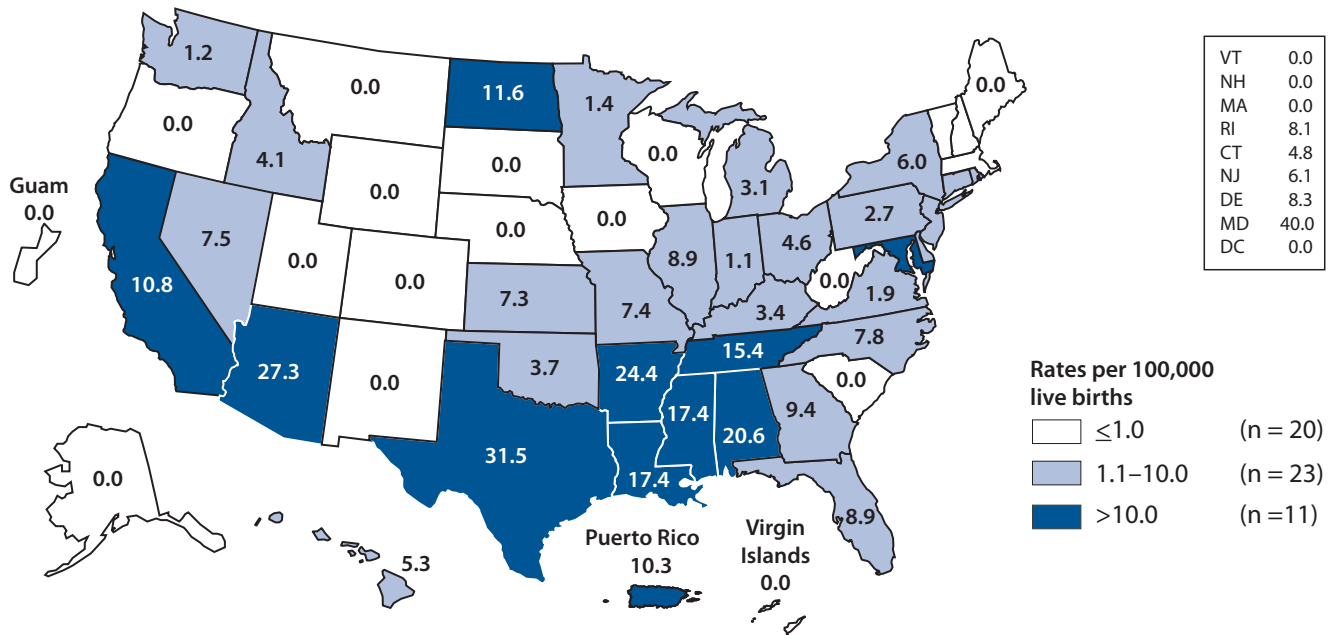 1.2
0.0
11.6
1.4
0.0
VT 0.0
NH 0.0
MA 0.0
RI 8.1
CT 4.8
NJ 6.1
DE 8.3
MD 40.0
DC 0.0
0.0
4.1
0.0
0.0
0.0
3.1
6.0
Guam
0.0
7.5
0.0
0.0
0.0
0.0
8.9
1.1
4.6
2.7
10.8
7.3
7.4
3.4
0.0
1.9
27.3
0.0
3.7
24.4
15.4
7.8
31.5
17.4
17.4
20.6
9.4
0.0
8.9
Rates per 100,000
live births
≤1.0 (n = 20)
1.1–10.0 (n = 23)
>10.0 (n =11)
0.0
5.3
Puerto Rico
10.3
Virgin
Islands
0.0